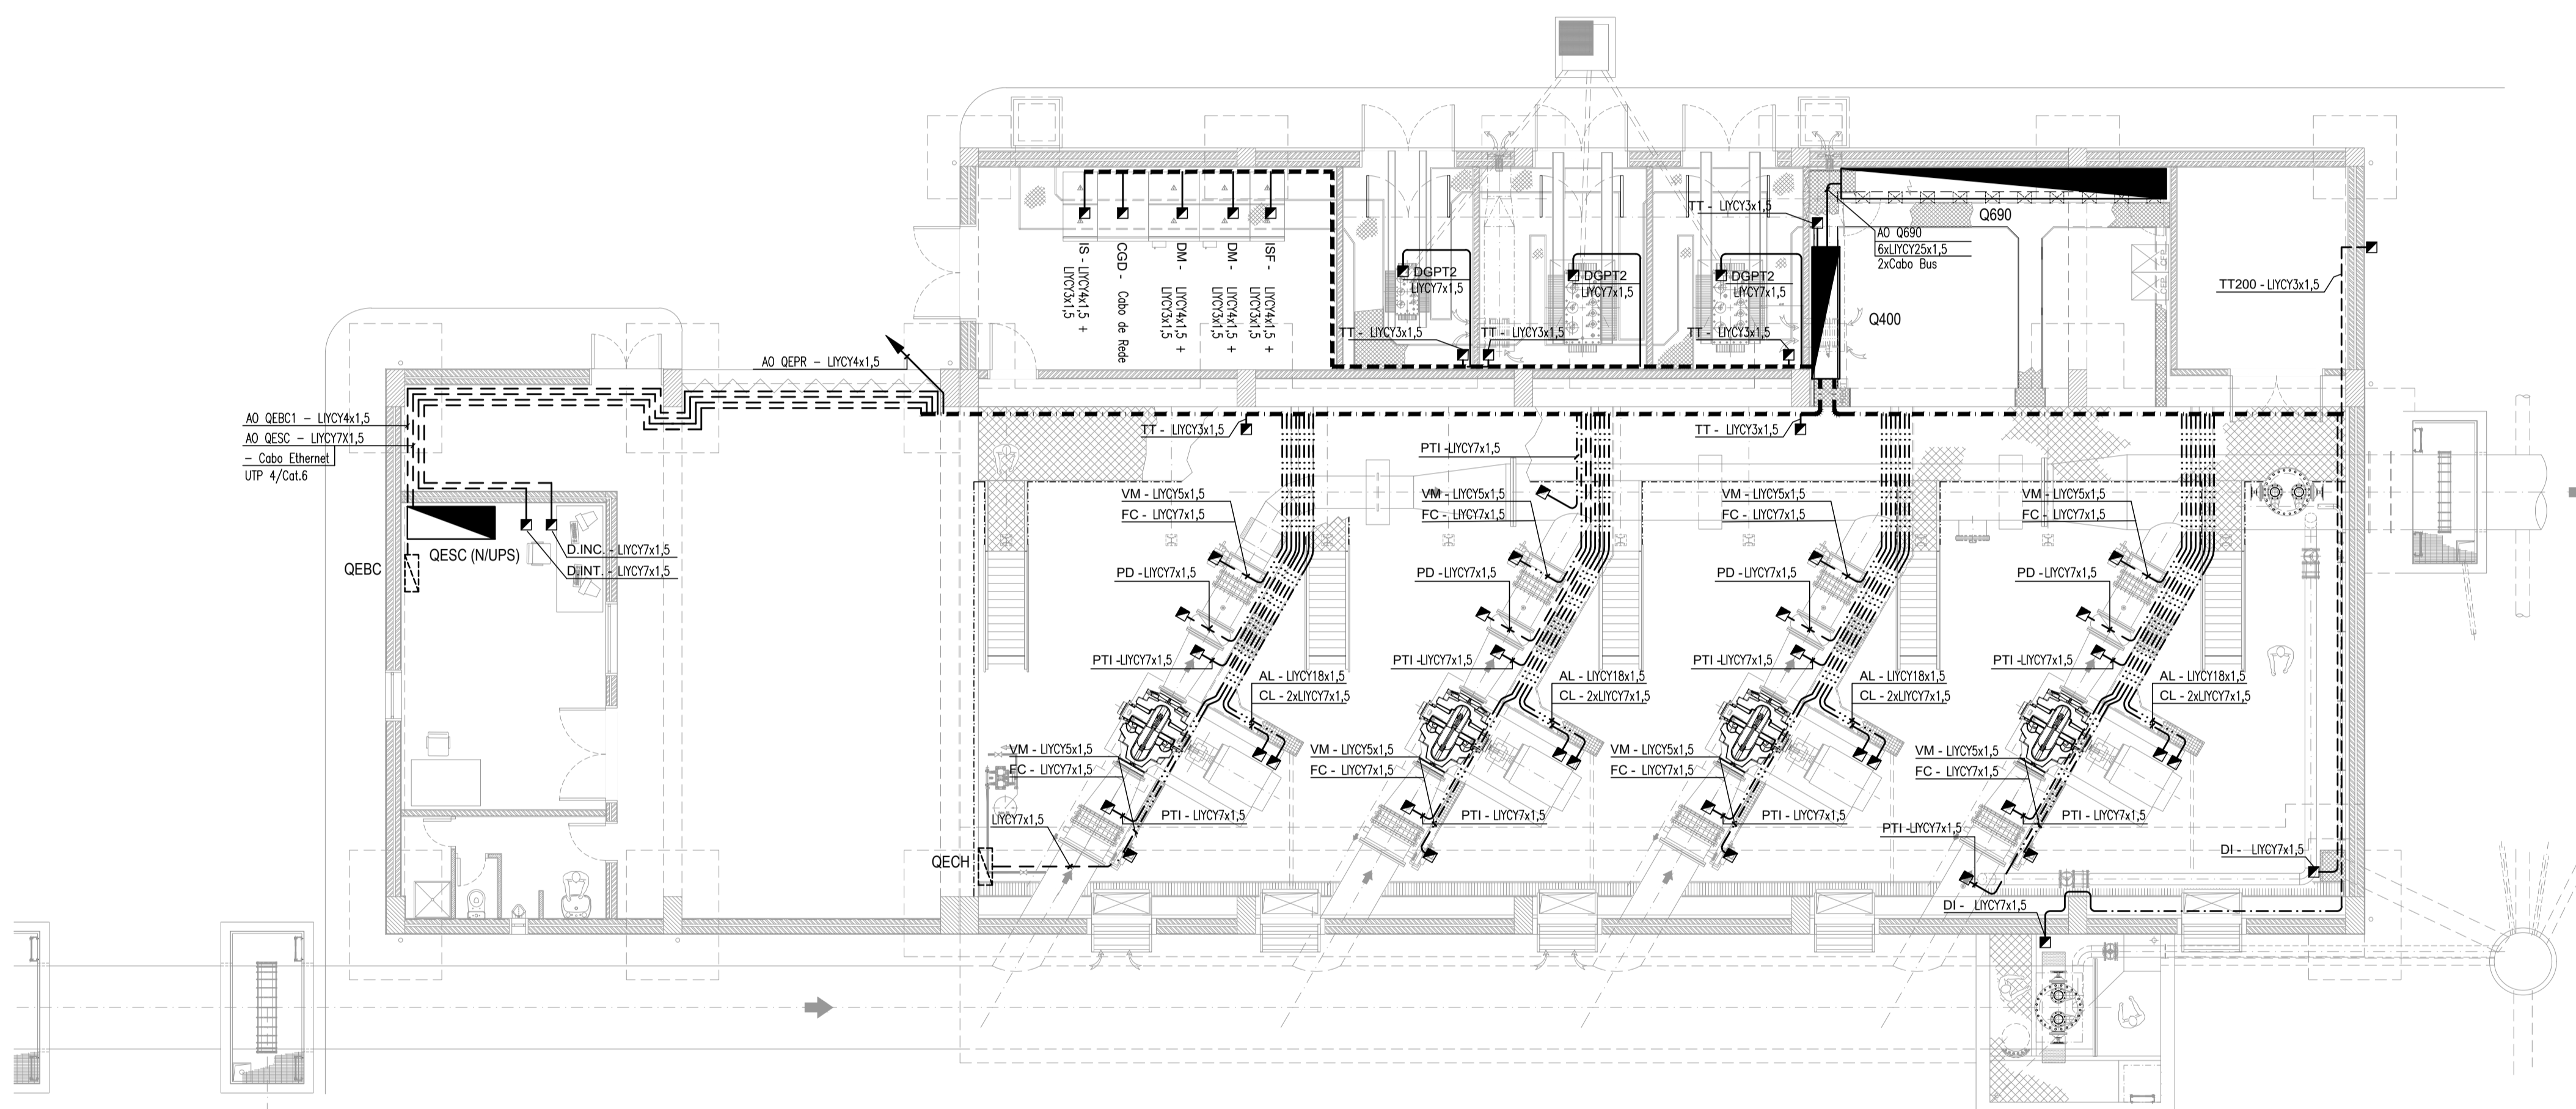 TT - LIYCY3x1,5
Q690
AO Q690
6xLIYCY25x1,5
2xCabo Bus
IS - LIYCY4x1,5 +
LIYCY3x1,5
CGD - Cabo de Rede
DM - LIYCY4x1,5 +
LIYCY3x1,5
DM - LIYCY4x1,5 +
LIYCY3x1,5
ISF - LIYCY4x1,5 +
LIYCY3x1,5
DGPT2
LIYCY7x1,5
DGPT2
LIYCY7x1,5
DGPT2
LIYCY7x1,5
TT200 - LIYCY3x1,5
Q400
TT - LIYCY3x1,5
TT - LIYCY3x1,5
TT - LIYCY3x1,5
AO QEPR - LIYCY4x1,5
AO QEBC1 - LIYCY4x1,5
AO QESC - LIYCY7X1,5
- Cabo Ethernet
UTP 4/Cat.6
TT - LIYCY3x1,5
TT - LIYCY3x1,5
PTI -LIYCY7x1,5
VM - LIYCY5x1,5
FC - LIYCY7x1,5
VM - LIYCY5x1,5
FC - LIYCY7x1,5
VM - LIYCY5x1,5
FC - LIYCY7x1,5
VM - LIYCY5x1,5
FC - LIYCY7x1,5
QESC (N/UPS)
D.INC. - LIYCY7x1,5
D.INT. - LIYCY7x1,5
QEBC
PD -LIYCY7x1,5
PD -LIYCY7x1,5
PD -LIYCY7x1,5
PD -LIYCY7x1,5
PTI -LIYCY7x1,5
PTI -LIYCY7x1,5
PTI -LIYCY7x1,5
PTI -LIYCY7x1,5
AL - LIYCY18x1,5
CL - 2xLIYCY7x1,5
AL - LIYCY18x1,5
CL - 2xLIYCY7x1,5
AL - LIYCY18x1,5
CL - 2xLIYCY7x1,5
AL - LIYCY18x1,5
CL - 2xLIYCY7x1,5
VM - LIYCY5x1,5
FC - LIYCY7x1,5
VM - LIYCY5x1,5
FC - LIYCY7x1,5
VM - LIYCY5x1,5
FC - LIYCY7x1,5
VM - LIYCY5x1,5
FC - LIYCY7x1,5
LIYCY7x1,5
PTI - LIYCY7x1,5
PTI - LIYCY7x1,5
PTI - LIYCY7x1,5
PTI - LIYCY7x1,5
PTI -LIYCY7x1,5
QECH
DI - LIYCY7x1,5
DI - LIYCY7x1,5